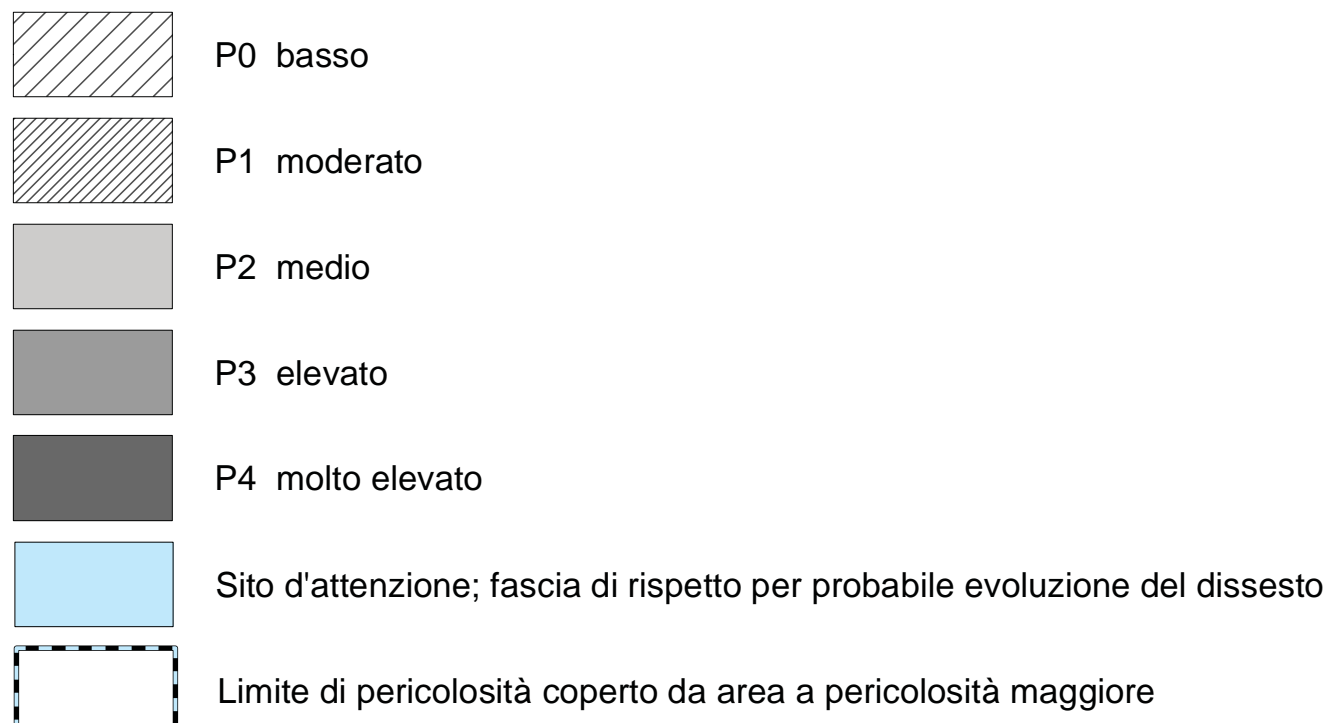 P0 basso
P1 moderato
P2 medio
P3 elevato
P4 molto elevato
Sito d'attenzione; fascia di rispetto per probabile evoluzione del dissesto
Limite di pericolosità coperto da area a pericolosità maggiore